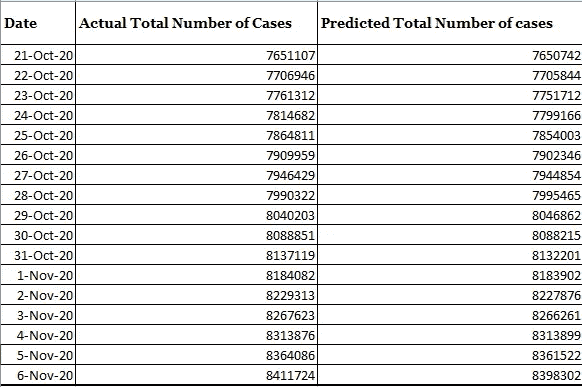 Date Actual Total Number of Cases Predicted Total Number of cases
21-Oct-20 7651107 7650742
22-Oct-20 7706946 7705844
23-Oct-20 7761312 7751712
24-Oct-20 7814682 7799166
25-Oct-20 7864811 7854003
26-Oct-20 7909959 7902346
27-Oct-20 7946429 7944854
28-Oct-20 7990322 7995465
29-Oct-20 8040203 8046862
30-Oct-20 8088851 8088215
31-Oct-20 8137119 8132201
1-Nov-20 8184082 8183902
2-Nov-20 8229313 8227876
3-Nov-20 8267623 8266261
4-Nov-20 8313876 8313899
5-Nov-20 8364086 8361522
6-Nov-20 8411724 8398302